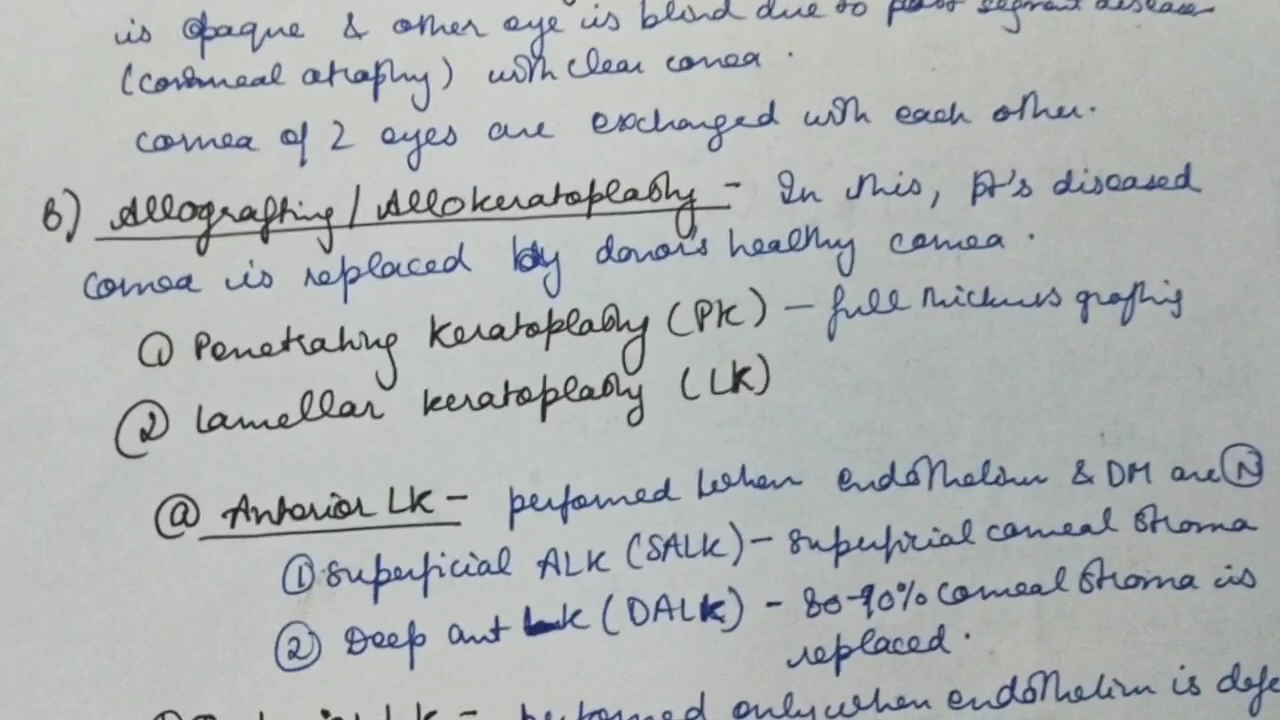 is opaque & other eye is blind due to post segment disease
(corneal atrophy) with clear cornea.
cornea of 2 eyes are exchanged with each other.
B) Allografting / Allokeratoplasty - In this, Pt's diseased
cornea is replaced by donor's healthy cornea.
① Penetrating Keratoplasty (PK) – full thickness grafting
② Lamellar keratoplasty (LK)
ⓐ Anterior LK – performed when endothelium & DM are Ⓝ
① Superficial ALK (SALK) – superficial corneal stroma
② Deep ant LK (DALK) – 80-90% corneal stroma is
replaced.
LK – performed only when endothelium is defe